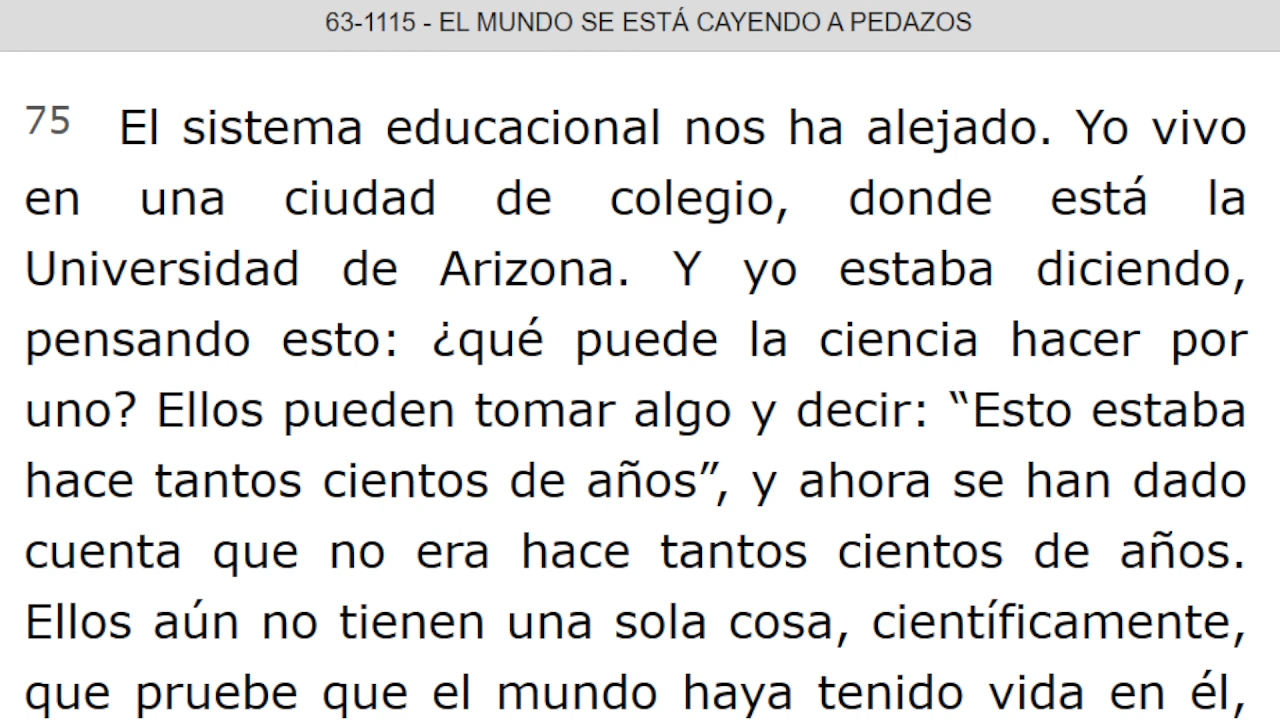 63-1115 - EL MUNDO SE ESTÁ CAYENDO A PEDAZOS
75 El sistema educacional nos ha alejado. Yo vivo
en una ciudad de colegio, donde está la
Universidad de Arizona. Y yo estaba diciendo,
pensando esto: ¿qué puede la ciencia hacer por
uno? Ellos pueden tomar algo y decir: “Esto estaba
hace tantos cientos de años”, y ahora se han dado
cuenta que no era hace tantos cientos de años.
Ellos aún no tienen una sola cosa, científicamente,
que pruebe que el mundo haya tenido vida en él,